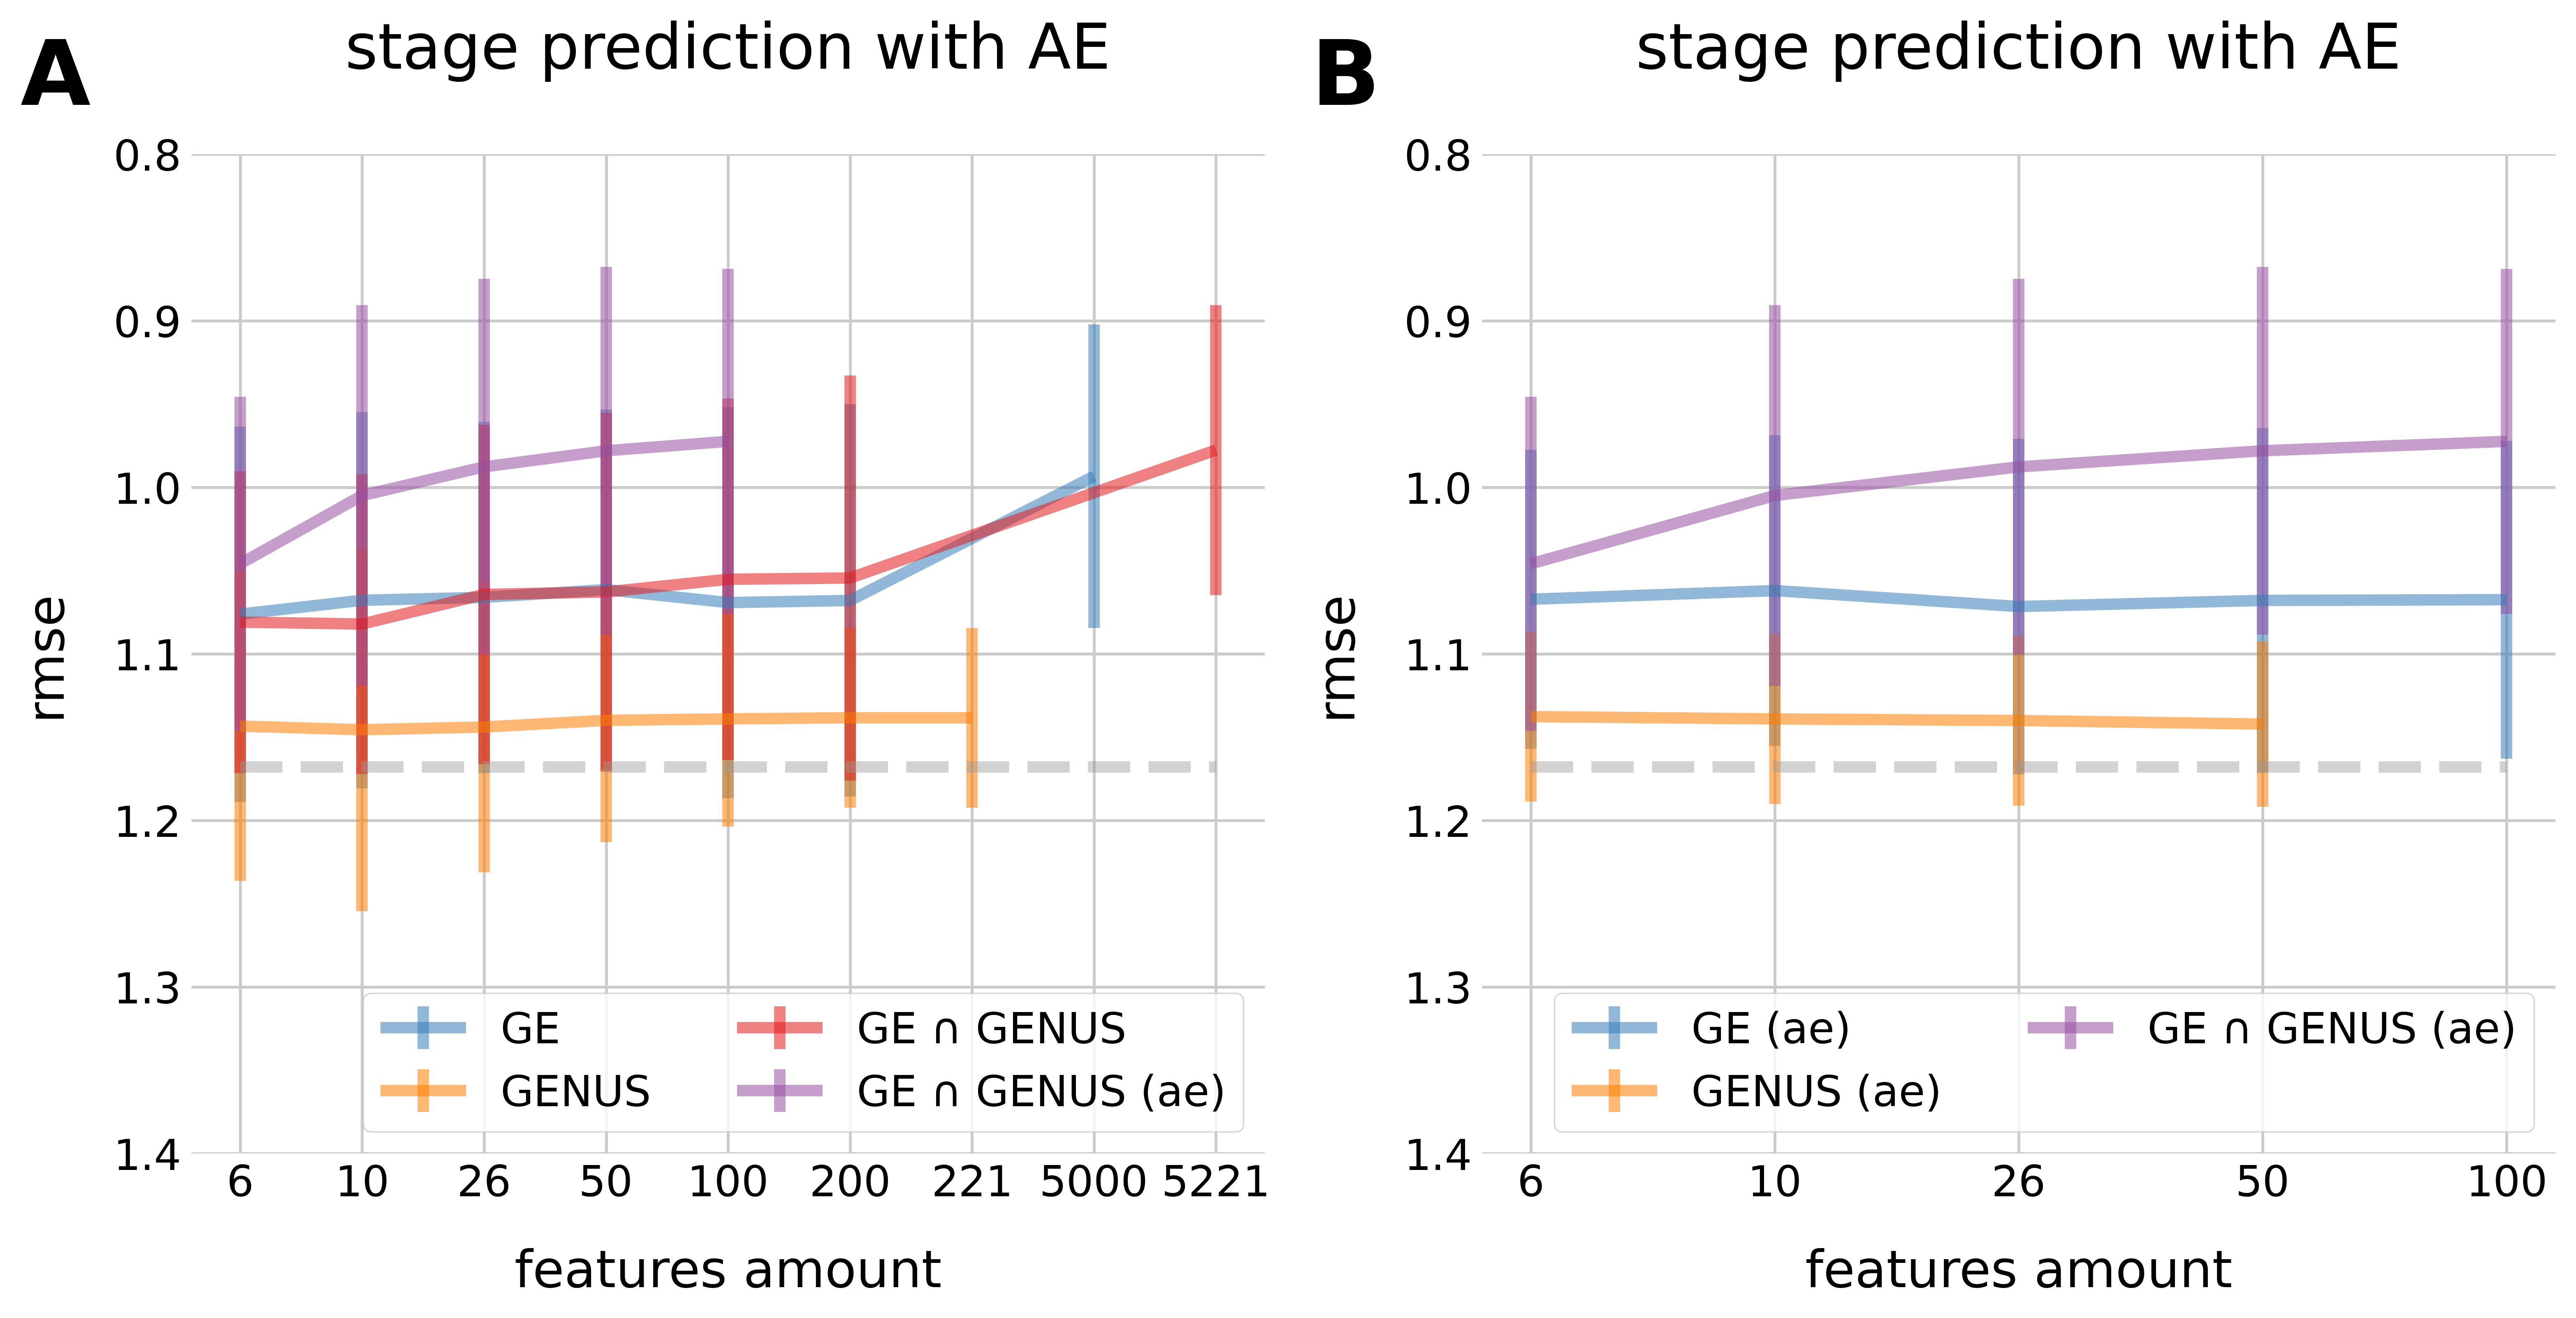 A
stage prediction with AE
0.8
0.9
1.0
1.1
1.2
1.3
1.4
rmse
GE
GENUS
GE ∩ GENUS
GE ∩ GENUS (ae)
6 10 26 50 100 200 221 5000 5221
features amount
B
stage prediction with AE
0.8
0.9
1.0
1.1
1.2
1.3
1.4
rmse
GE (ae)
GENUS (ae)
GE ∩ GENUS (ae)
6 10 26 50 100
features amount